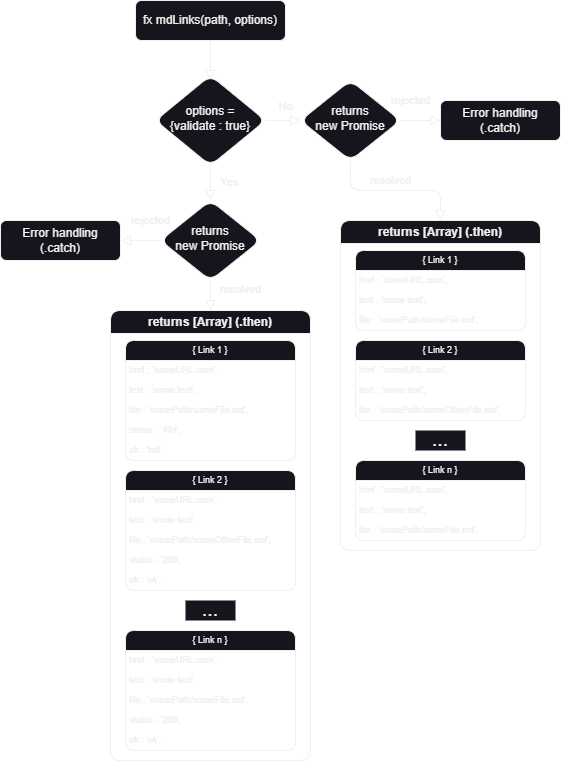 fx mdLinks(path, options)
options =
{validate : true}
No
returns
new Promise
rejected
Error handling
(.catch)
Yes
resolved
rejected
Error handling
(.catch)
returns
new Promise
resolved
returns [Array] (.then)
{ Link 1 }
href : 'someURL.com',
text : 'some text',
file : 'somePath/someFile.md',
{ Link 2 }
href : 'someURL.com',
text : 'some text',
file : 'somePath/someOtherFile.md',
...
{ Link n }
href : 'someURL.com',
text : 'some text',
file : 'somePath/someFile.md',
returns [Array] (.then)
{ Link 1 }
href : 'someURL.com',
text : 'some text',
file : 'somePath/someFile.md',
status : '404',
ok : 'fail',
{ Link 2 }
href : 'someURL.com',
text : 'some text',
file : 'somePath/someOtherFile.md',
status : '200',
ok : 'ok',
...
{ Link n }
href : 'someURL.com',
text : 'some text',
file : 'somePath/someFile.md',
status : '200',
ok : 'ok',